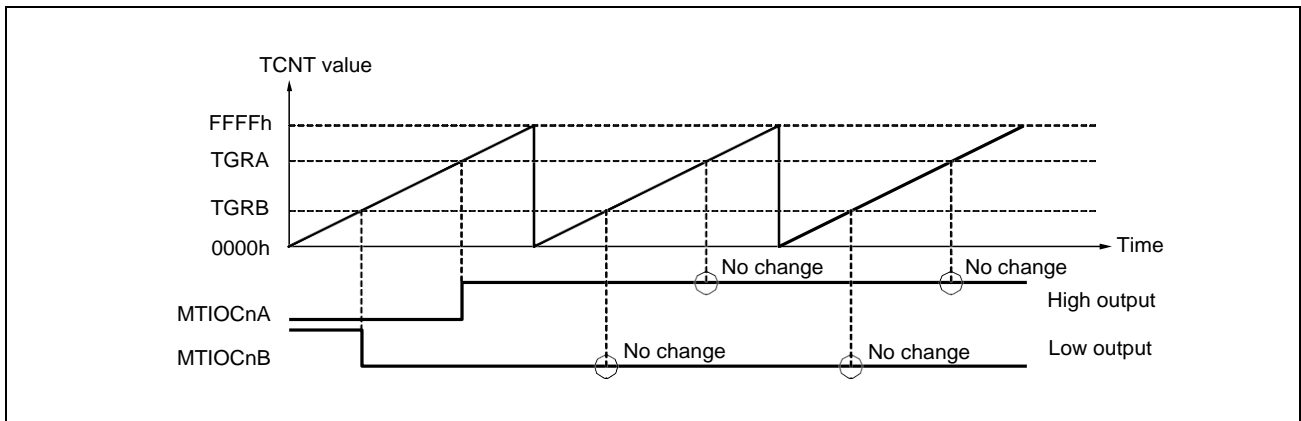 TCNT value
FFFFh
TGRA
TGRB
0000h
Time
No change
No change
High output
MTIOCnA
No change
No change
Low output
MTIOCnB